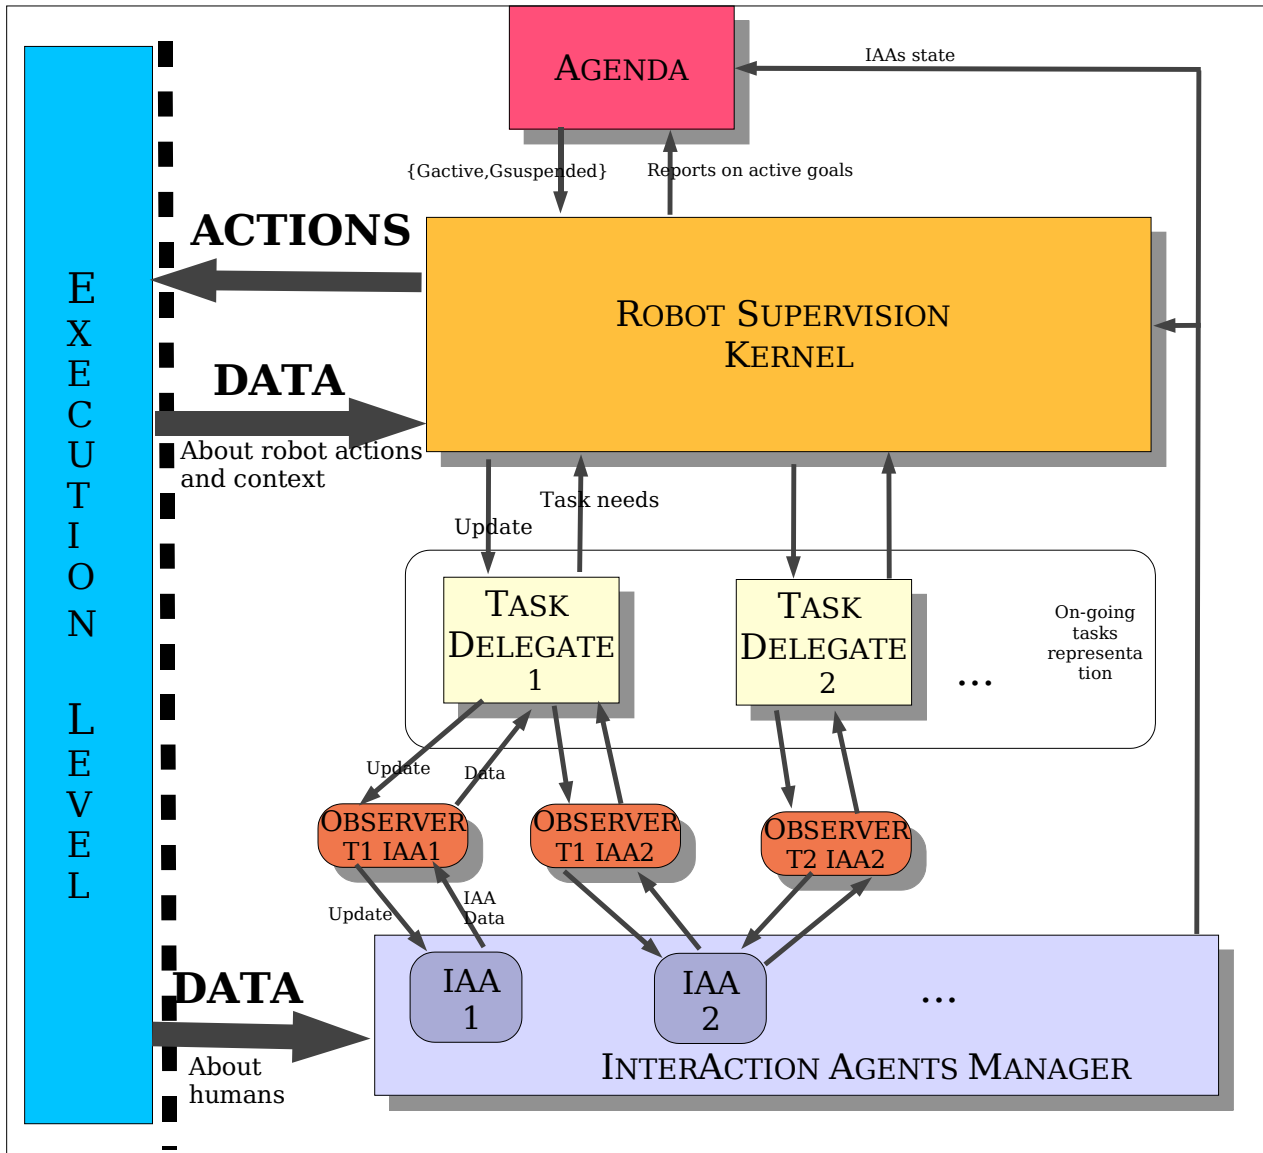 AGENDA
IAAs state
{Gactive,Gsuspended}
Reports on active goals
ACTIONS
ROBOT SUPERVISION
KERNEL
DATA
About robot actions
and context
EXECUTION LEVEL
Task needs
Update
TASK
DELEGATE
1
TASK
DELEGATE
2
...
On-going
tasks
representa
tion
Update
Data
OBSERVER
T1 IAA1
OBSERVER
T1 IAA2
OBSERVER
T2 IAA2
Update
IAA
Data
DATA
About
humans
IAA
1
IAA
2
...
INTERACTION AGENTS MANAGER